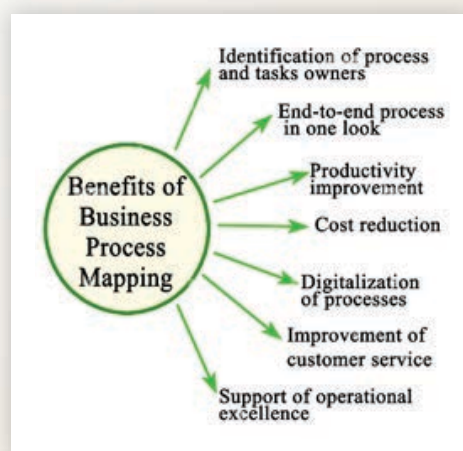 Benefits of
Business
Process
Mapping
Identification of process
and tasks owners
End-to-end process
in one look
Productivity
improvement
Cost reduction
Digitalization
of processes
Improvement of
customer service
Support of operational
excellence